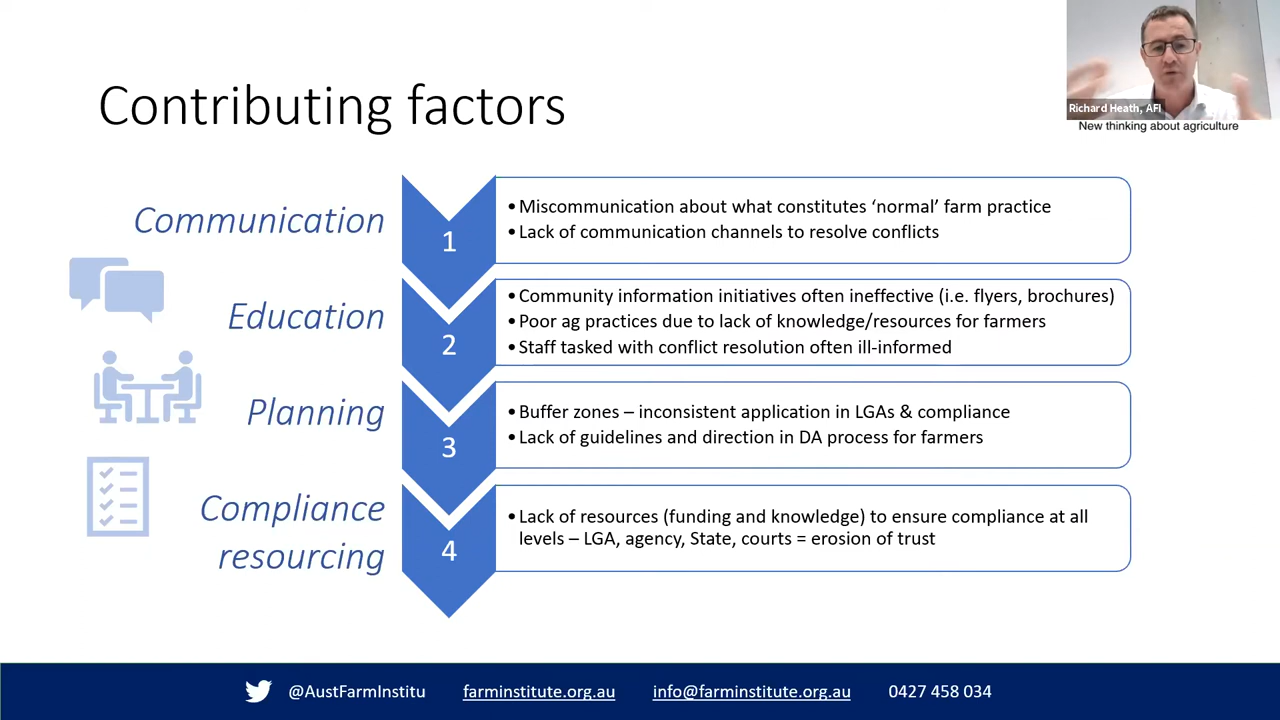 Contributing factors
Richard Heath, AFI
New thinking about agriculture
Communication
1
• Miscommunication about what constitutes ‘normal’ farm practice
• Lack of communication channels to resolve conflicts
Education
2
• Community information initiatives often ineffective (i.e. flyers, brochures)
• Poor ag practices due to lack of knowledge/resources for farmers
• Staff tasked with conflict resolution often ill-informed
Planning
3
• Buffer zones – inconsistent application in LGAs & compliance
• Lack of guidelines and direction in DA process for farmers
Compliance
resourcing
4
• Lack of resources (funding and knowledge) to ensure compliance at all
levels – LGA, agency, State, courts = erosion of trust
@AustFarmInstitu farminstitute.org.au info@farminstitute.org.au 0427 458 034